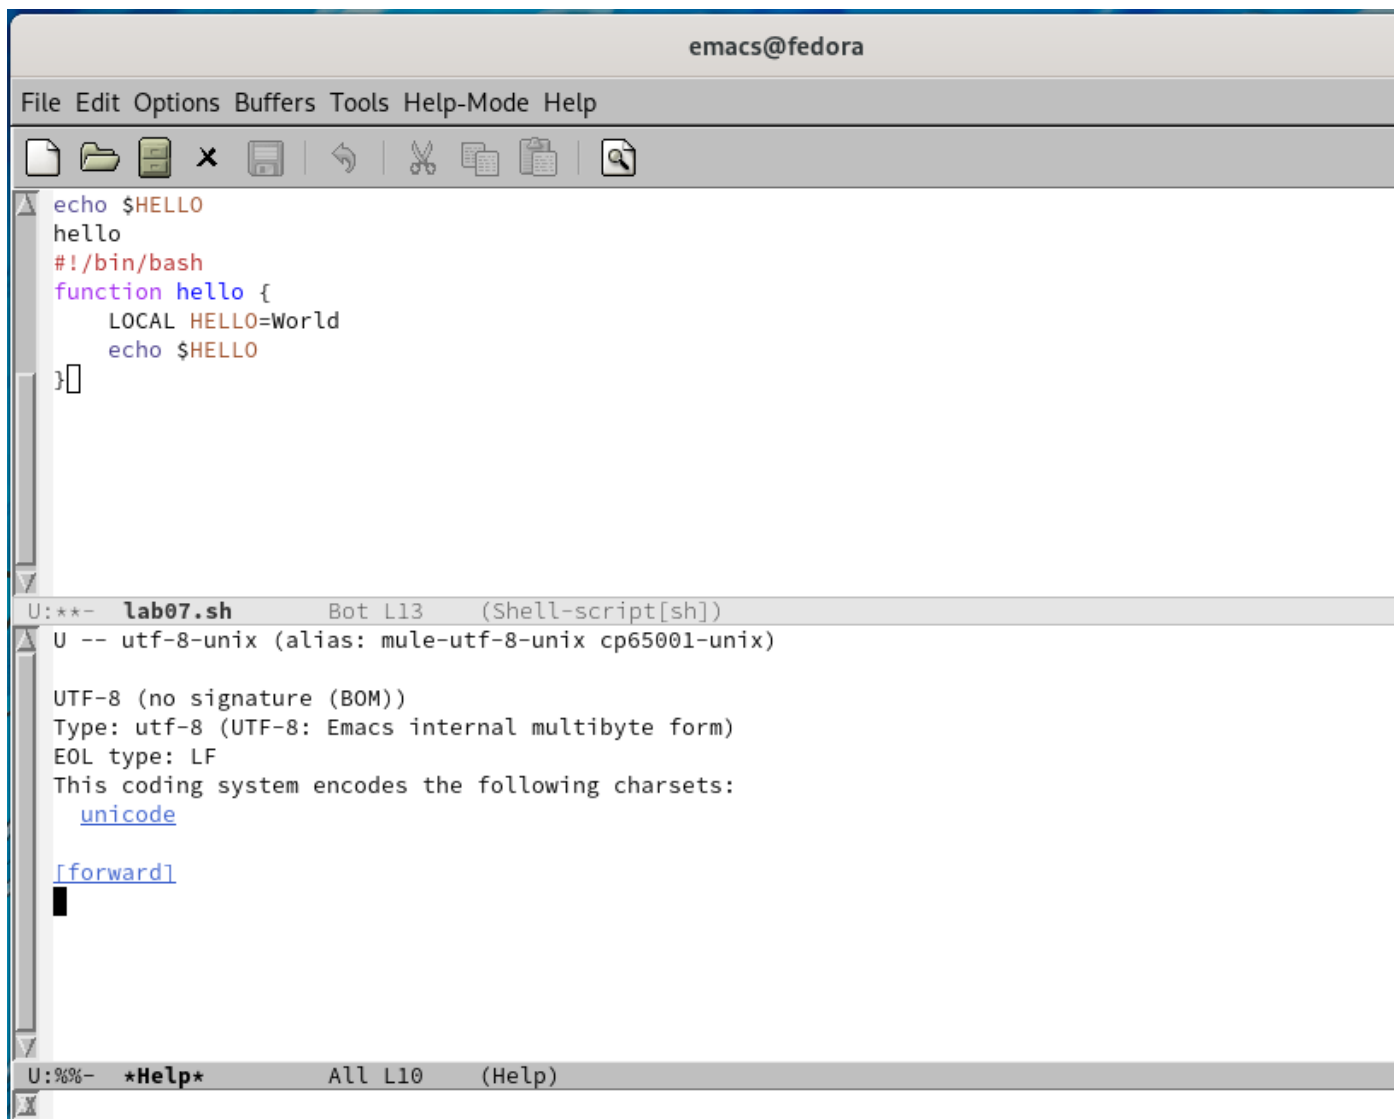 emacs@fedora
File Edit Options Buffers Tools Help-Mode Help
echo $HELLO
hello
#!/bin/bash
function hello {
    LOCAL HELLO=World
    echo $HELLO
}
U:**-  lab07.sh       Bot L13    (Shell-script[sh])
U -- utf-8-unix (alias: mule-utf-8-unix cp65001-unix)
UTF-8 (no signature (BOM))
Type: utf-8 (UTF-8: Emacs internal multibyte form)
EOL type: LF
This coding system encodes the following charsets:
  unicode
[forward]
U:%%-  *Help*         All L10    (Help)